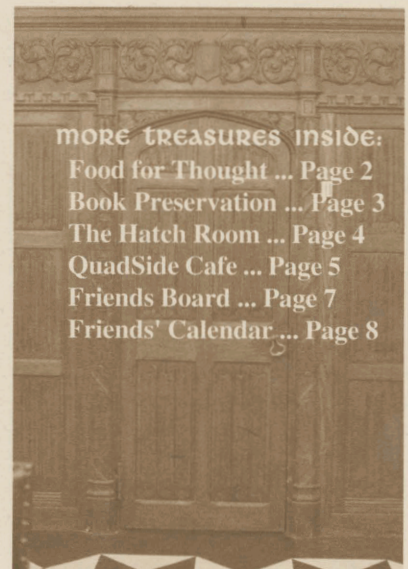 more treasures inside:
Food for Thought ... Page 2
Book Preservation ... Page 3
The Hatch Room ... Page 4
QuadSide Cafe ... Page 5
Friends Board ... Page 7
Friends' Calendar ... Page 8